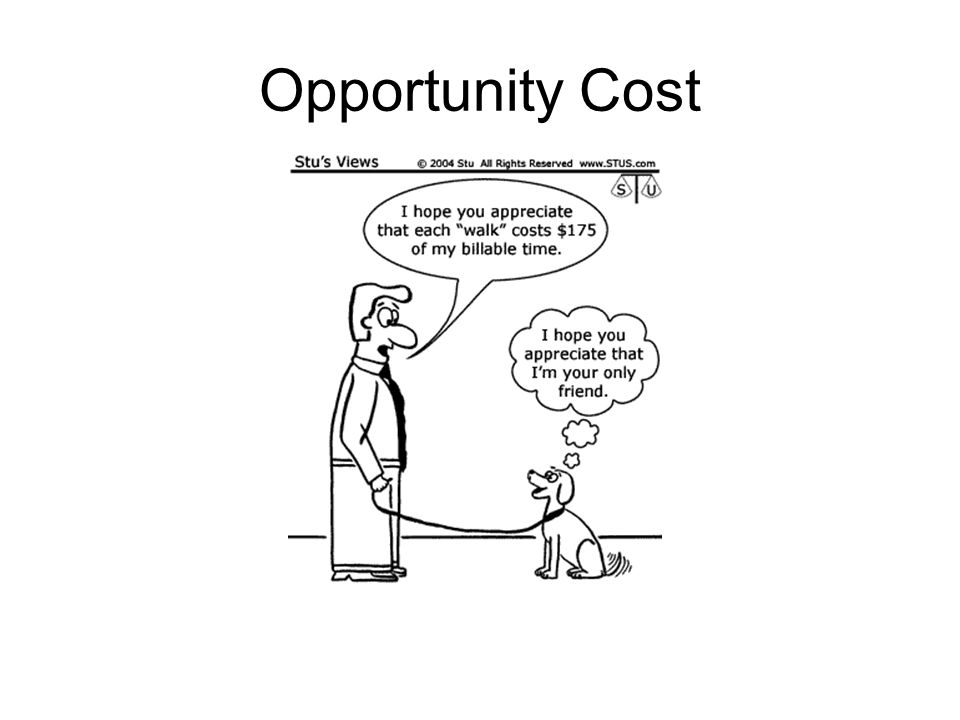 Opportunity Cost
Stu's Views © 2004 Stu All Rights Reserved www.STUS.com
S U
I hope you appreciate
that each "walk" costs $175
of my billable time.
I hope you
appreciate that
I'm your only
friend.